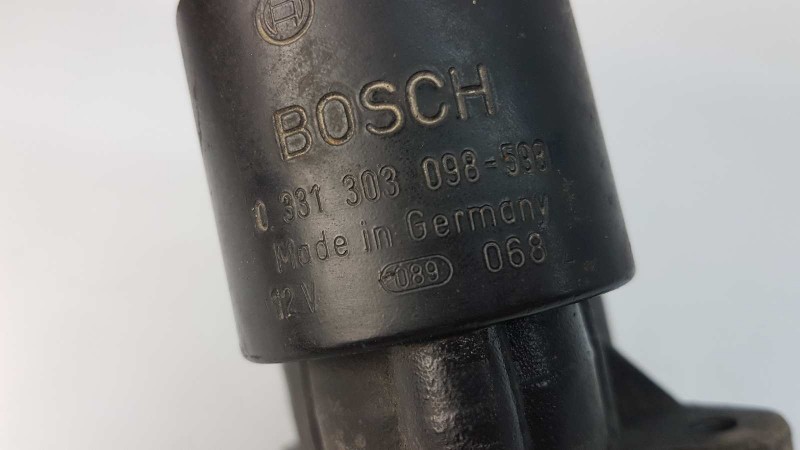 BOSCH
0 331 303 098-593
Made in Germany
12 V 089 068